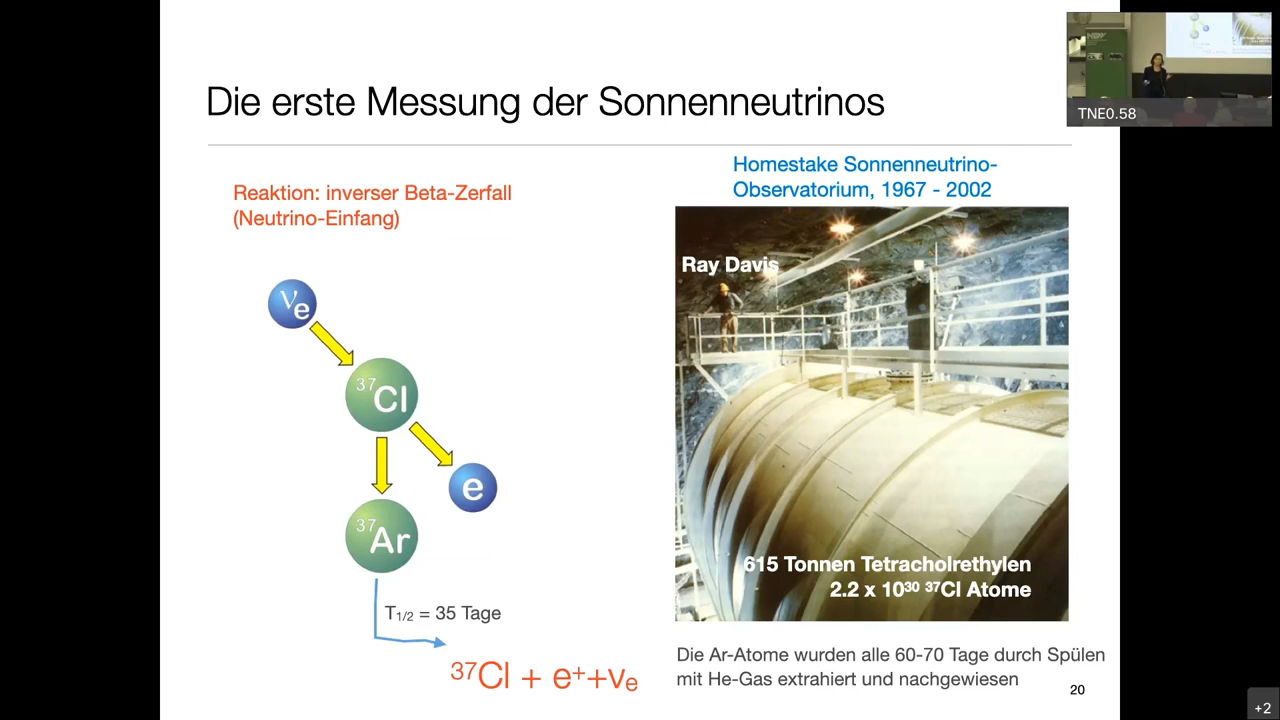 Die erste Messung der Sonnenneutrinos
TNE0.58
Reaktion: inverser Beta-Zerfall
(Neutrino-Einfang)
νe
37Cl
e
37Ar
T1/2 = 35 Tage
37Cl + e++νe
Homestake Sonnenneutrino-
Observatorium, 1967 - 2002
Ray Davis
615 Tonnen Tetracholrethylen
2.2 x 10³⁰ ³⁷Cl Atome
Die Ar-Atome wurden alle 60-70 Tage durch Spülen
mit He-Gas extrahiert und nachgewiesen
20
+2